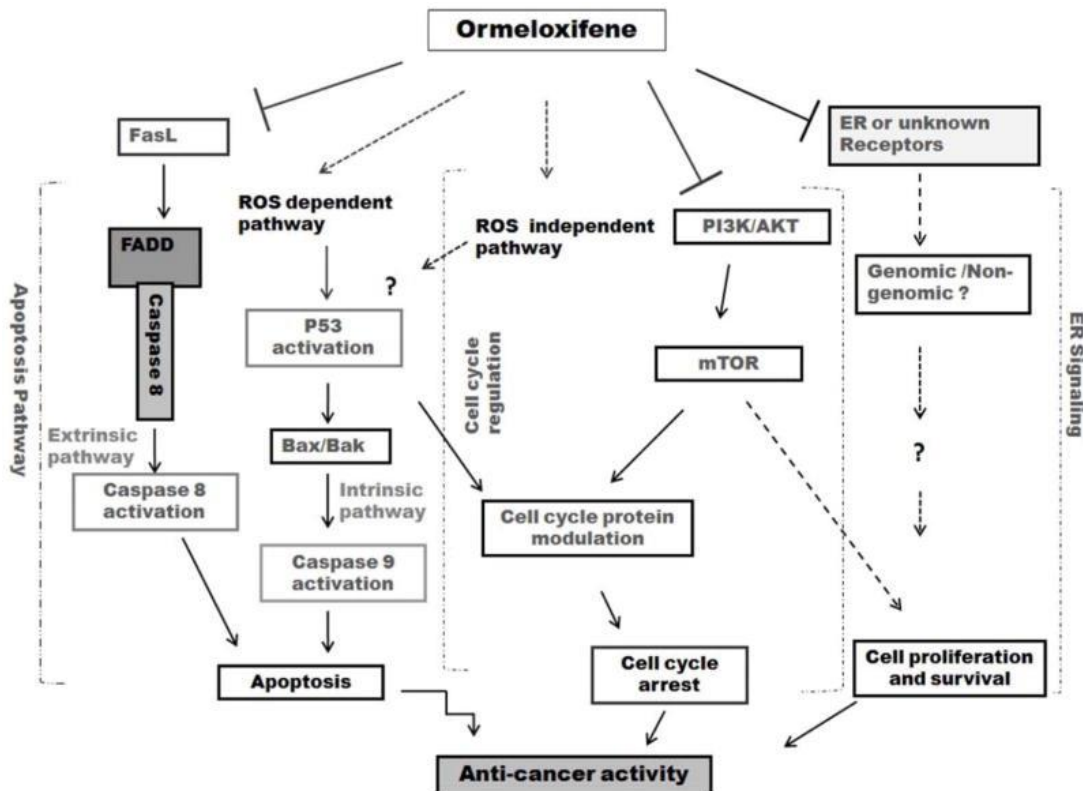 Ormeloxifene
FasL
ER or unknown
Receptors
ROS dependent
pathway
ROS independent
pathway
PI3K/AKT
FADD
Caspase 8
Genomic /Non-
genomic ?
?
P53
activation
mTOR
Apoptosis Pathway
Cell cycle
regulation
ER Signaling
Extrinsic
pathway
Bax/Bak
?
Caspase 8
activation
Intrinsic
pathway
Cell cycle protein
modulation
Caspase 9
activation
Apoptosis
Cell cycle
arrest
Cell proliferation
and survival
Anti-cancer activity